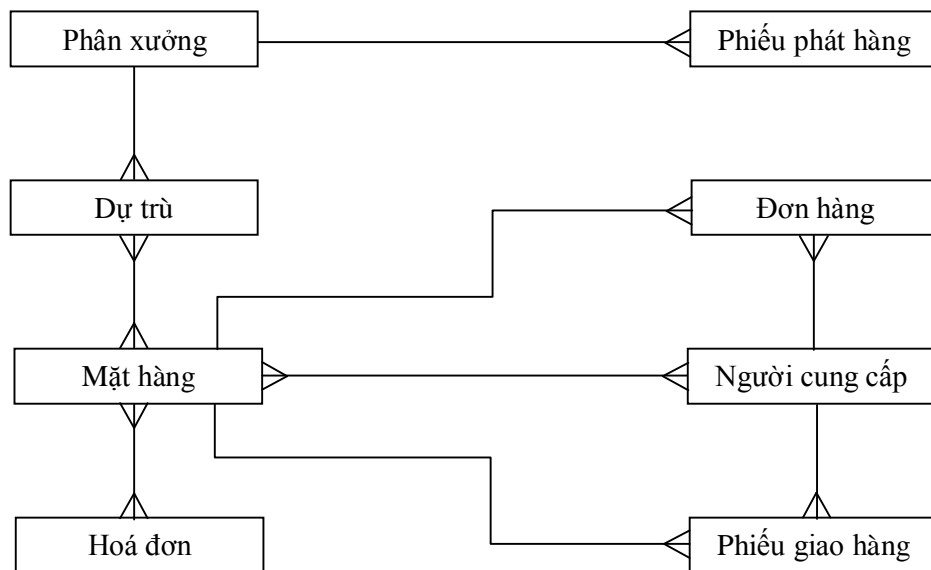 Phân xưởng
Phiếu phát hàng
Dự trù
Đơn hàng
Mặt hàng
Người cung cấp
Hoá đơn
Phiếu giao hàng